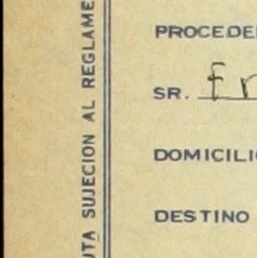 UTA SUJECION AL REGLAME
PROCEDE
SR. Fr
DOMICILI
DESTINO